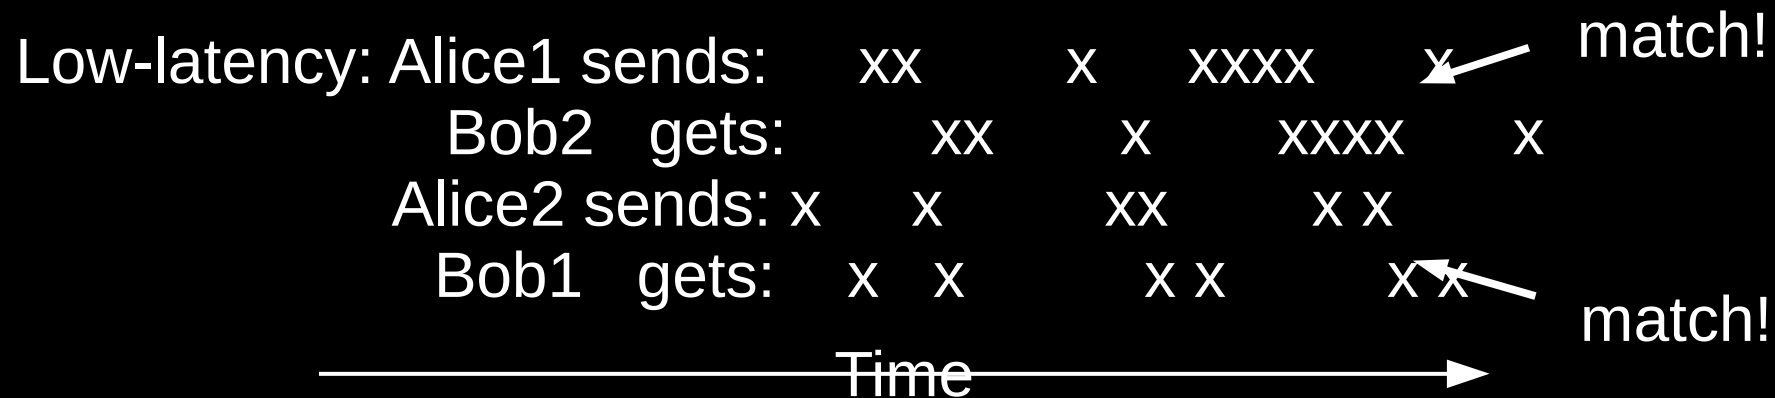 Low-latency: Alice1 sends: xx x xxxx x match!
Bob2 gets: xx x xxxx x
Alice2 sends: x x xx x x
Bob1 gets: x x x x x x
match!
Time